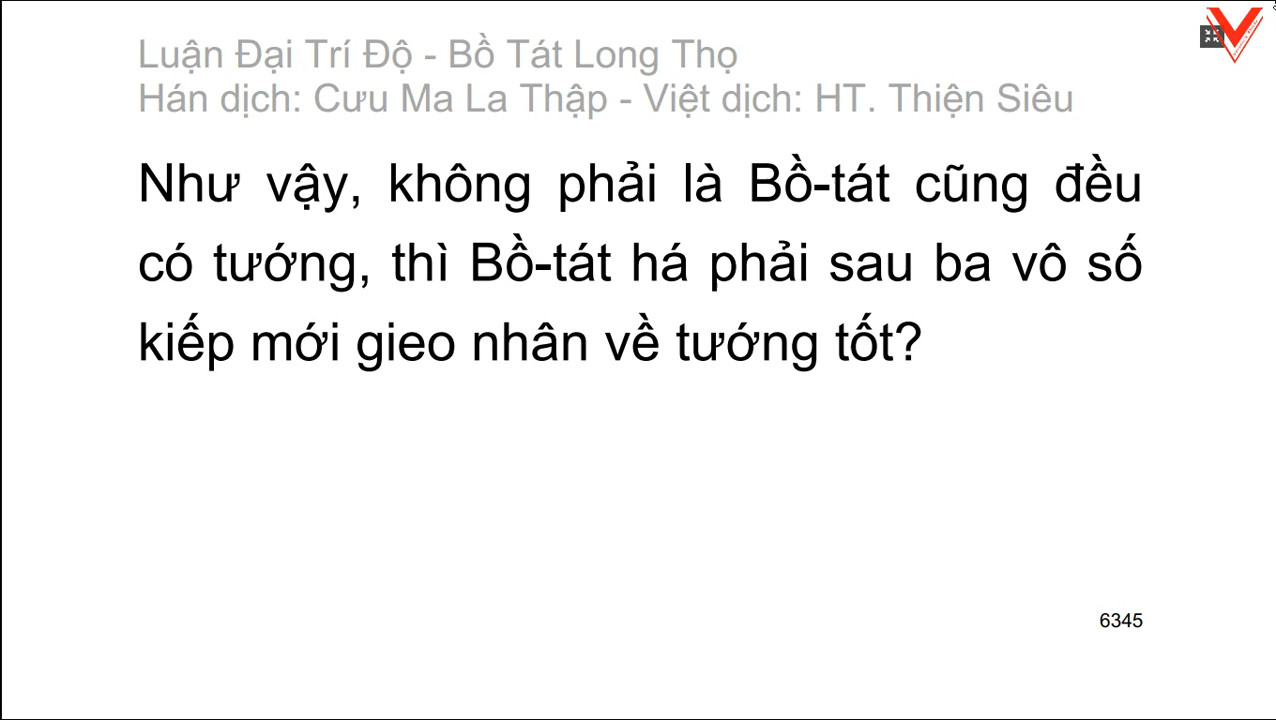 Luận Đại Trí Độ - Bồ Tát Long Thọ
Hán dịch: Cưu Ma La Thập - Việt dịch: HT. Thiện Siêu
Như vậy, không phải là Bồ-tát cũng đều
có tướng, thì Bồ-tát há phải sau ba vô số
kiếp mới gieo nhân về tướng tốt?
6345